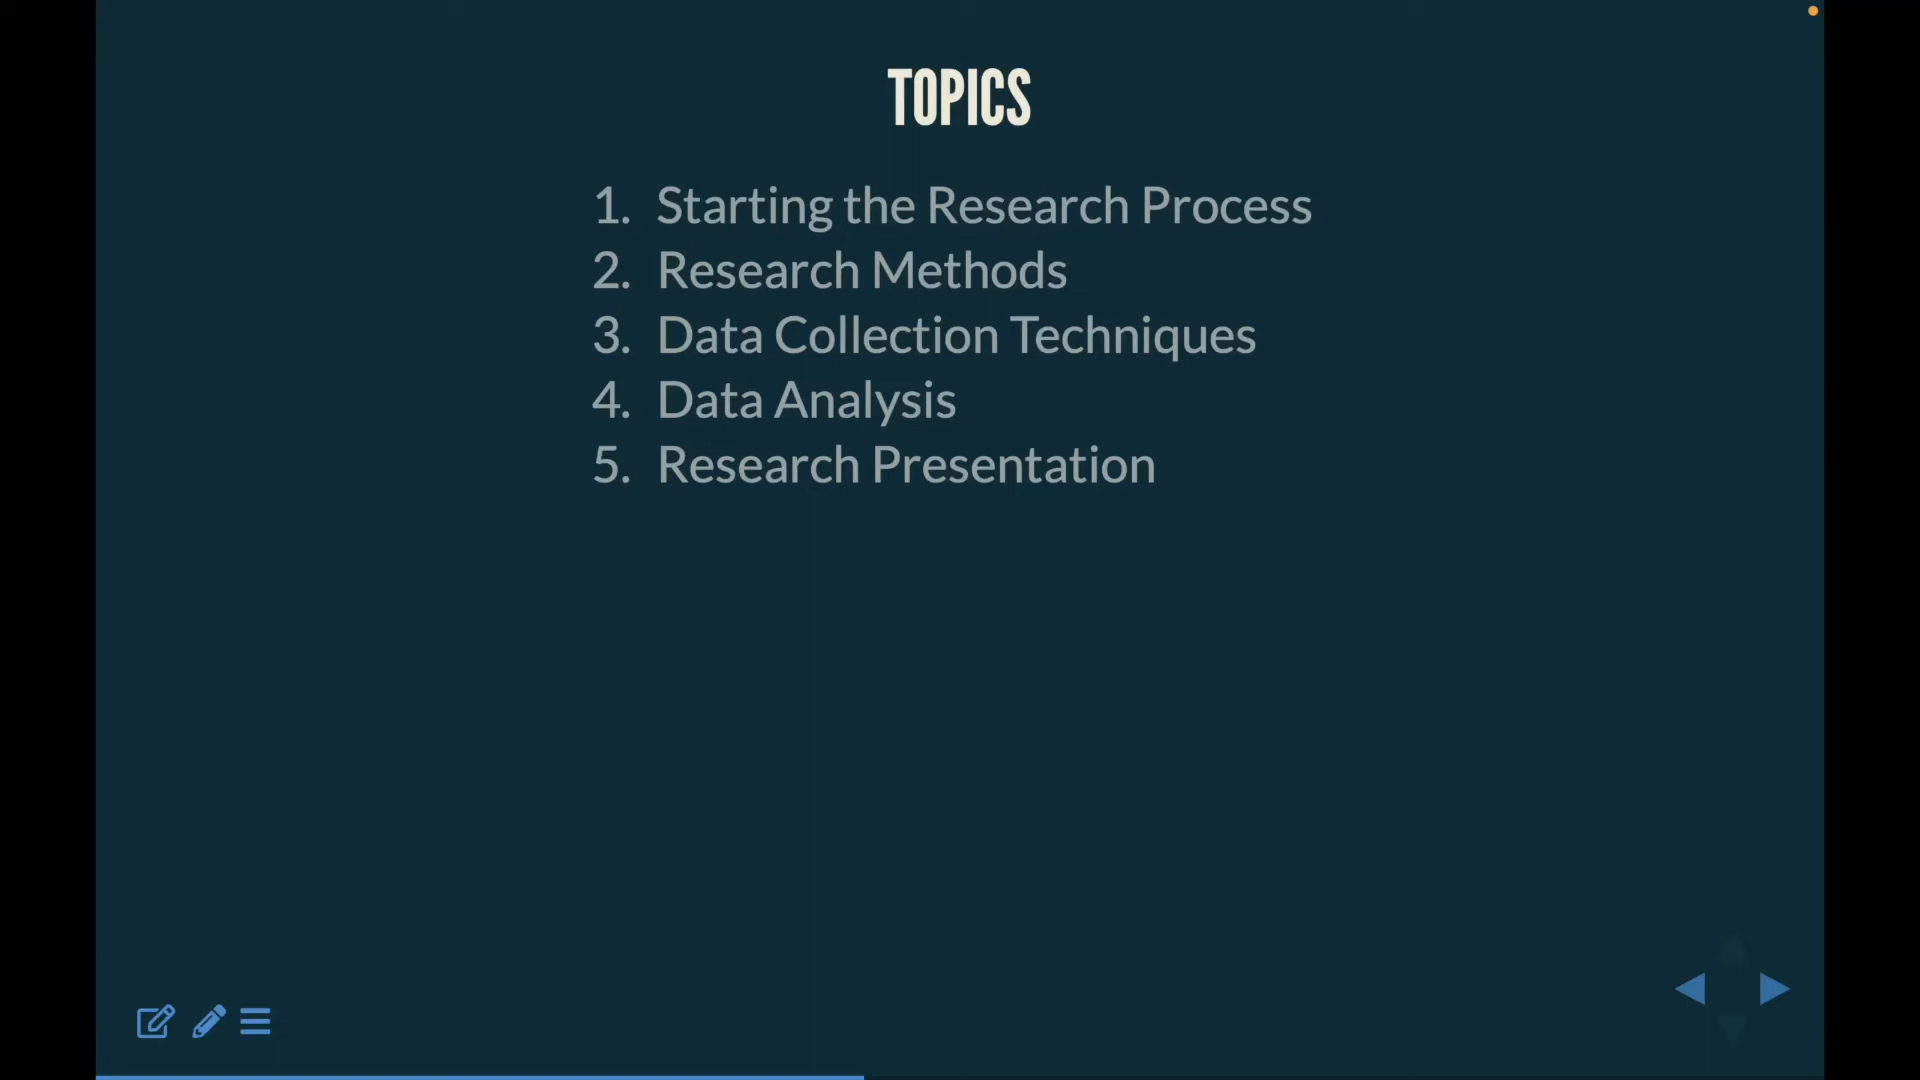 TOPICS
1. Starting the Research Process
2. Research Methods
3. Data Collection Techniques
4. Data Analysis
5. Research Presentation